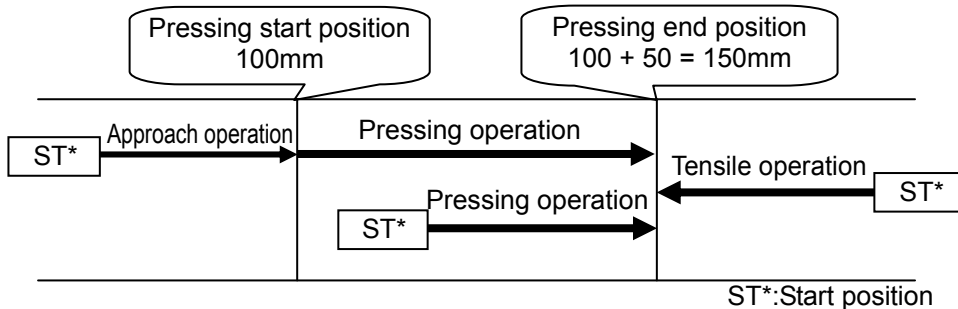 Pressing start position
100mm
Pressing end position
100 + 50 = 150mm
Approach operation
Pressing operation
ST*
Tensile operation
ST*
Pressing operation
ST*
ST*:Start position